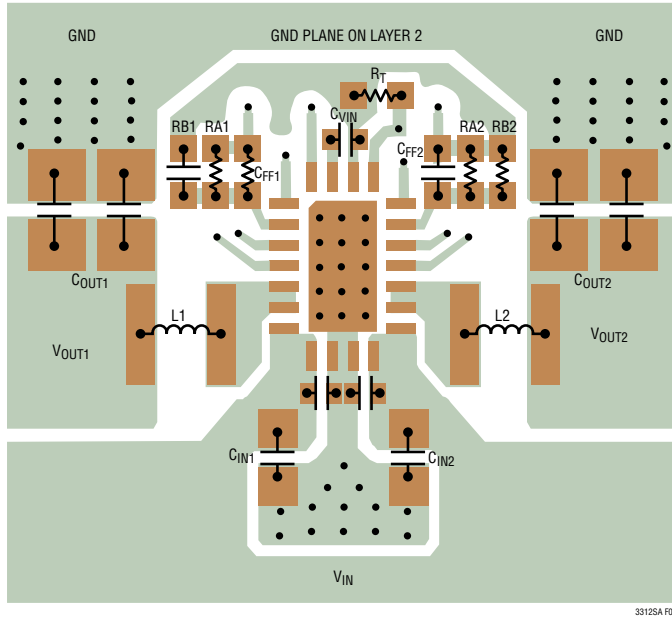 GND GND PLANE ON LAYER 2 GND
RT
CVIN
RB1 RA1 CFF2 RA2 RB2
CFF1
COUT1 COUT2
L1 L2
VOUT1 VOUT2
CIN1 CIN2
VIN
3312SA F0